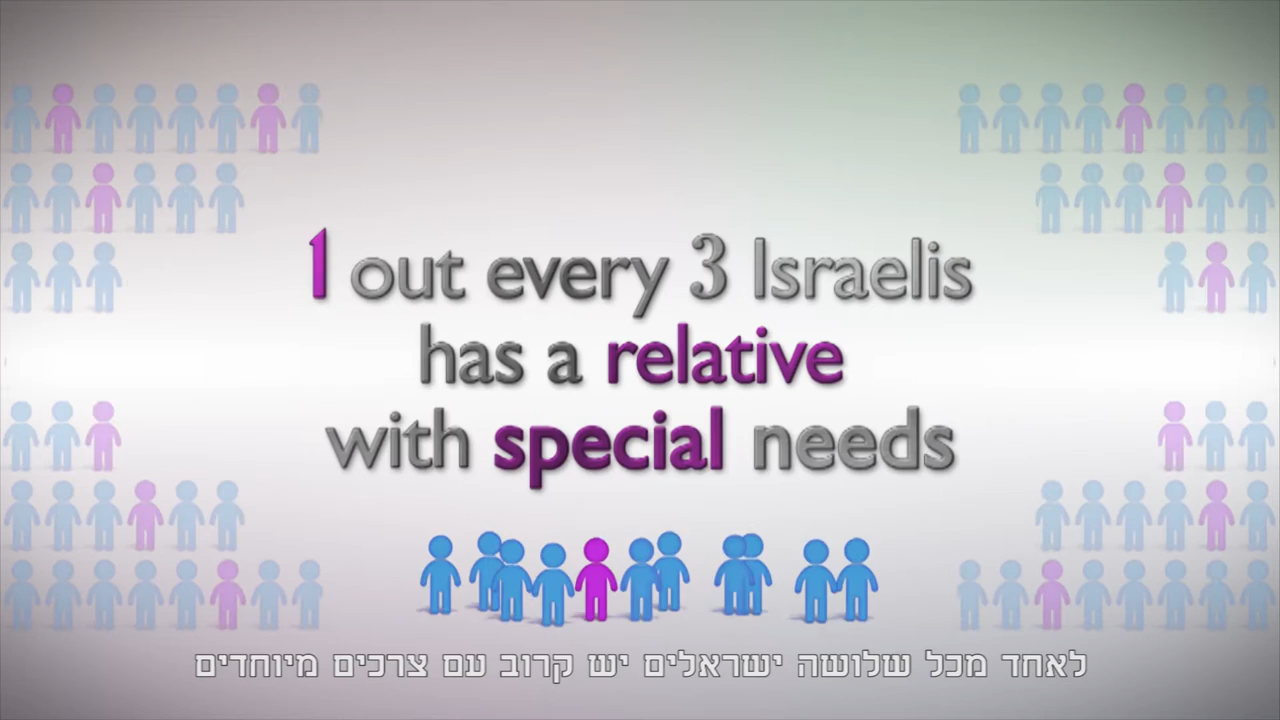 1 out every 3 Israelis
has a relative
with special needs
לאחד מכל שלושה ישראלים יש קרוב עם צרכים מיוחדים